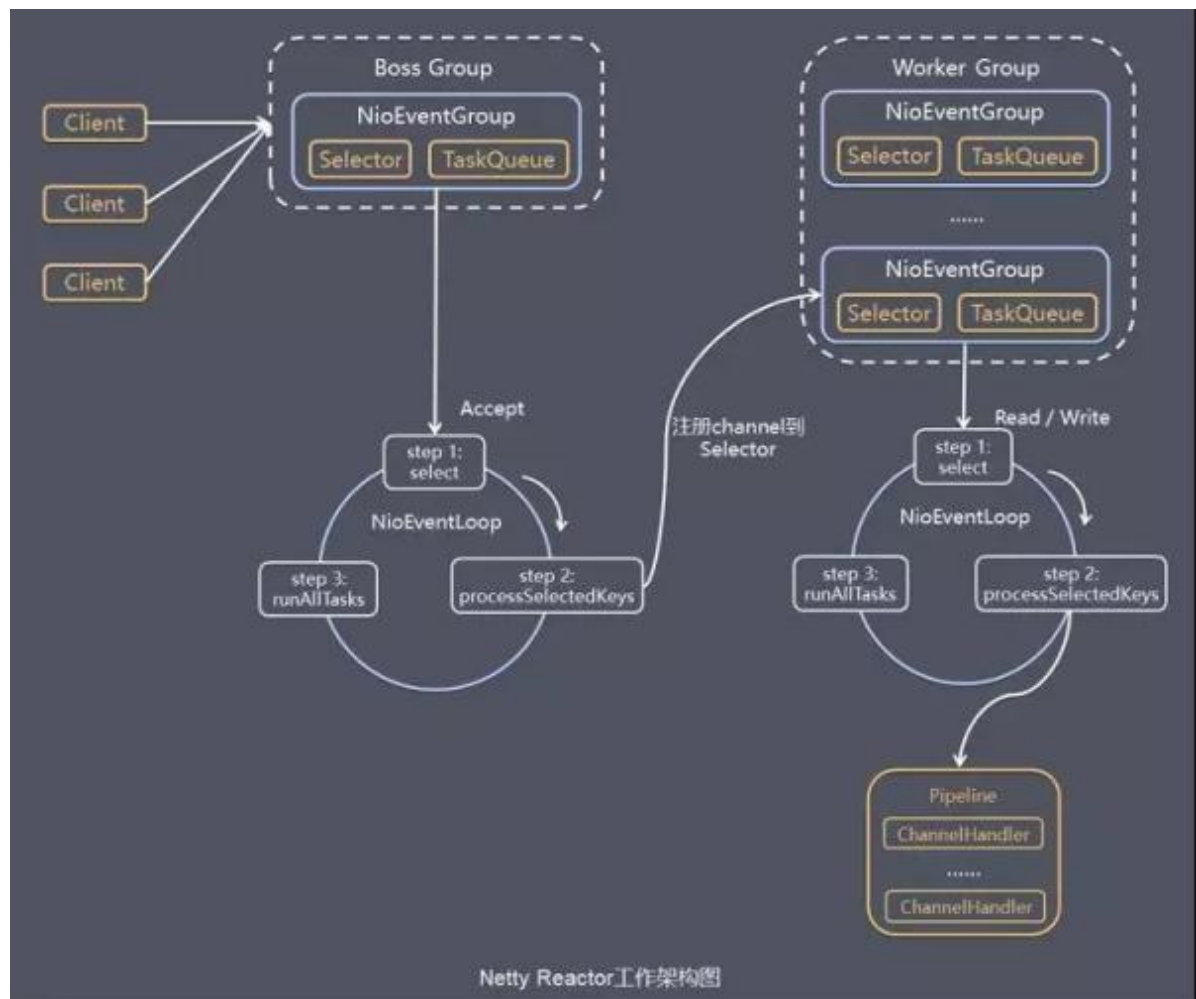 Boss Group
NioEventGroup
Selector
TaskQueue
Client
Client
Client
Worker Group
NioEventGroup
Selector
TaskQueue
......
NioEventGroup
Selector
TaskQueue
Accept
step 1:
select
NioEventLoop
step 2:
processSelectedKeys
step 3:
runAllTasks
注册channel到
Selector
Read / Write
step 1:
select
NioEventLoop
step 2:
processSelectedKeys
step 3:
runAllTasks
Pipeline
ChannelHandler
......
ChannelHandler
Netty Reactor工作架构图